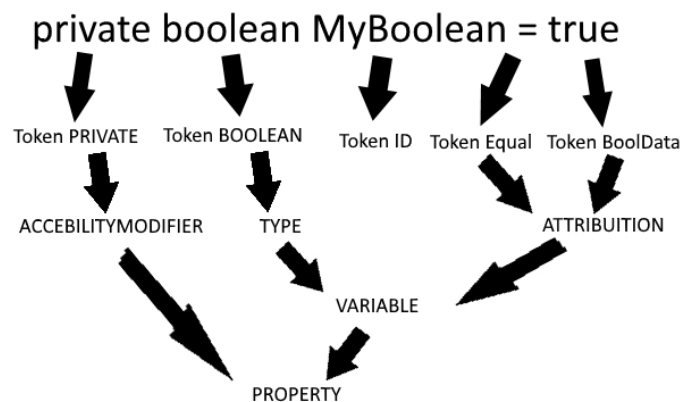 private boolean MyBoolean = true
Token PRIVATE Token BOOLEAN Token ID Token Equal Token BoolData
ACCEBILITYMODIFIER TYPE ATTRIBUITION
VARIABLE
PROPERTY